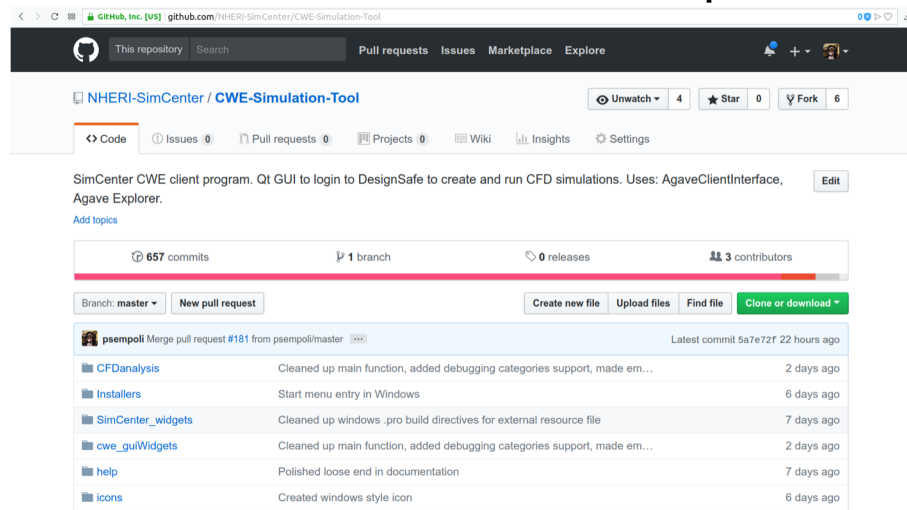 GitHub, Inc. [US] github.com/NHERI-SimCenter/CWE-Simulation-Tool 0
This repository Search Pull requests Issues Marketplace Explore
NHERI-SimCenter / CWE-Simulation-Tool Unwatch 4 Star 0 Fork 6
Code Issues 0 Pull requests 0 Projects 0 Wiki Insights Settings
SimCenter CWE client program. Qt GUI to login to DesignSafe to create and run CFD simulations. Uses: AgaveClientInterface, Edit
Agave Explorer.
Add topics
657 commits 1 branch 0 releases 3 contributors
Branch: master New pull request Create new file Upload files Find file Clone or download
psempoli Merge pull request #181 from psempoli/master ... Latest commit 5a7e72f 22 hours ago
CFDanalysis Cleaned up main function, added debugging categories support, made em… 2 days ago
Installers Start menu entry in Windows 6 days ago
SimCenter_widgets Cleaned up windows .pro build directives for external resource file 7 days ago
cwe_guiWidgets Cleaned up main function, added debugging categories support, made em… 2 days ago
help Polished loose end in documentation 7 days ago
icons Created windows style icon 6 days ago